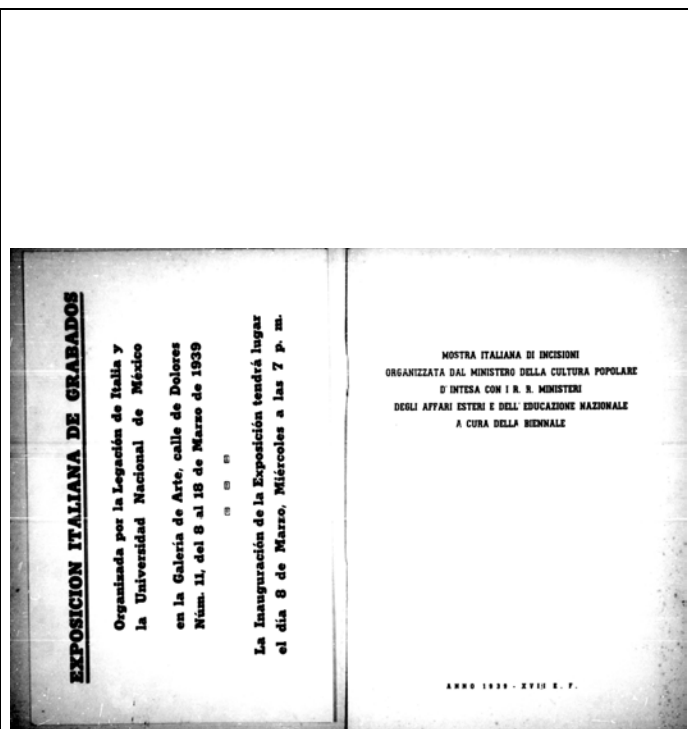 EXPOSICION ITALIANA DE GRABADOS
Organizada por la Legación de Italia y
la Universidad Nacional de México
en la Galería de Arte, calle de Dolores
Núm. 11, del 8 al 18 de Marzo de 1939
La Inauguración de la Exposición tendrá lugar
el día 8 de Marzo, Miércoles a las 7 p. m.
MOSTRA ITALIANA DI INCISIONI
ORGANIZZATA DAL MINISTERO DELLA CULTURA POPOLARE
D' INTESA CON I R. R. MINISTERI
DEGLI AFFARI ESTERI E DELL' EDUCAZIONE NAZIONALE
A CURA DELLA BIENNALE
ANNO 1939 - XVII E. F.